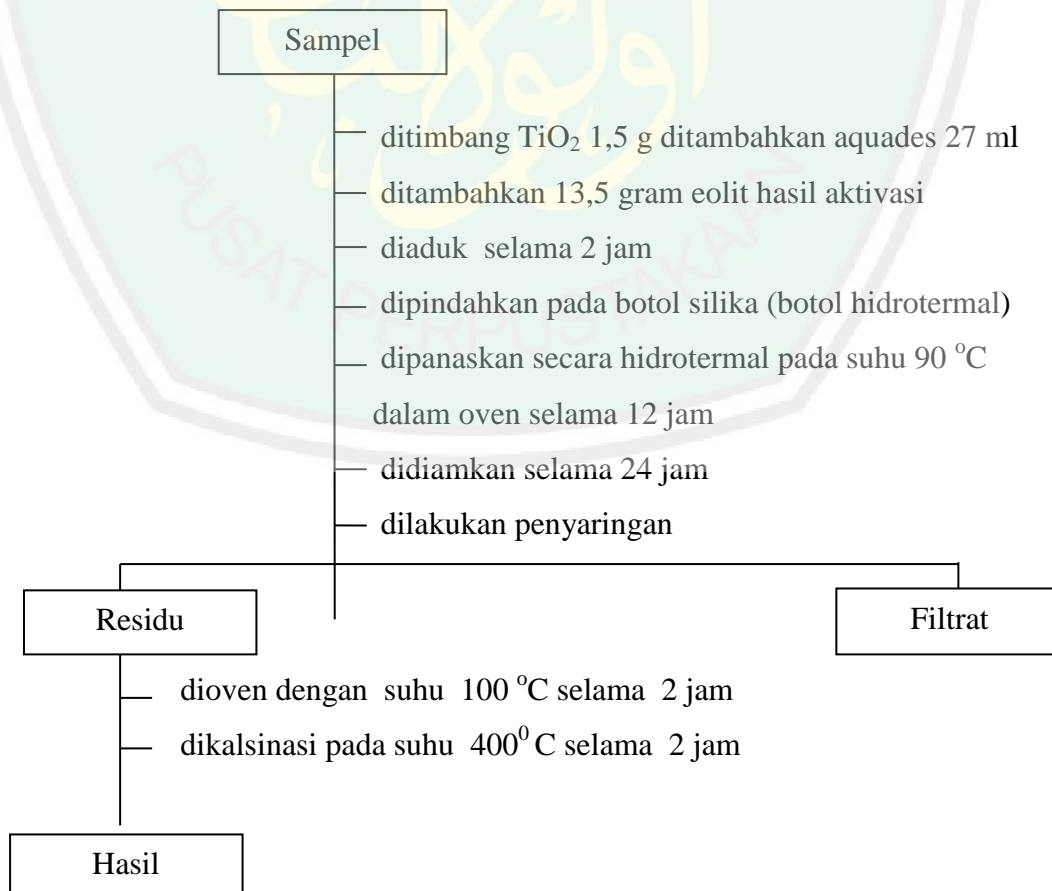 Sampel
ditimbang TiO₂ 1,5 g ditambahkan aquades 27 ml
ditambahkan 13,5 gram eolit hasil aktivasi
diaduk selama 2 jam
dipindahkan pada botol silika (botol hidrotermal)
dipanaskan secara hidrotermal pada suhu 90 °C
dalam oven selama 12 jam
didiamkan selama 24 jam
dilakukan penyaringan
PUSAT PERPUSTAKAAN
Residu
Filtrat
dioven dengan suhu 100 °C selama 2 jam
dikalsinasi pada suhu 400⁰ C selama 2 jam
Hasil